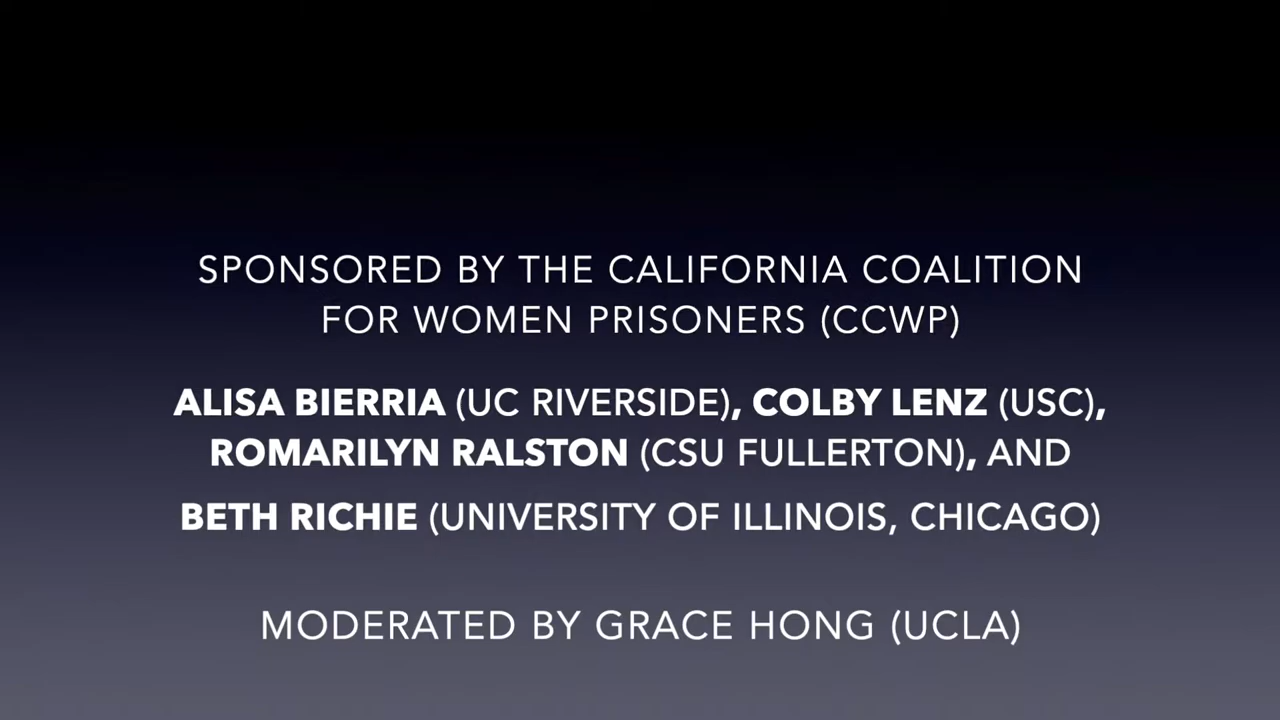 SPONSORED BY THE CALIFORNIA COALITION
FOR WOMEN PRISONERS (CCWP)
ALISA BIERRIA (UC RIVERSIDE), COLBY LENZ (USC),
ROMARILYN RALSTON (CSU FULLERTON), AND
BETH RICHIE (UNIVERSITY OF ILLINOIS, CHICAGO)
MODERATED BY GRACE HONG (UCLA)